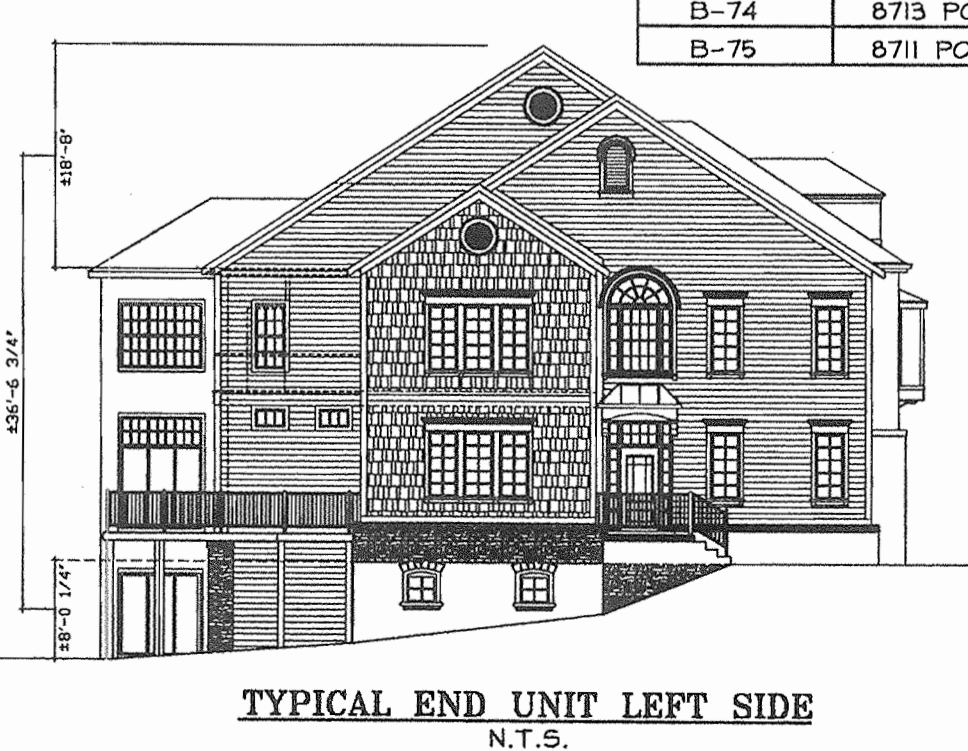 B-74 8713 PO
B-75 8711 PO
±18'-8"
±36'-6 3/4"
±8'-0 1/4"
TYPICAL END UNIT LEFT SIDE
N.T.S.